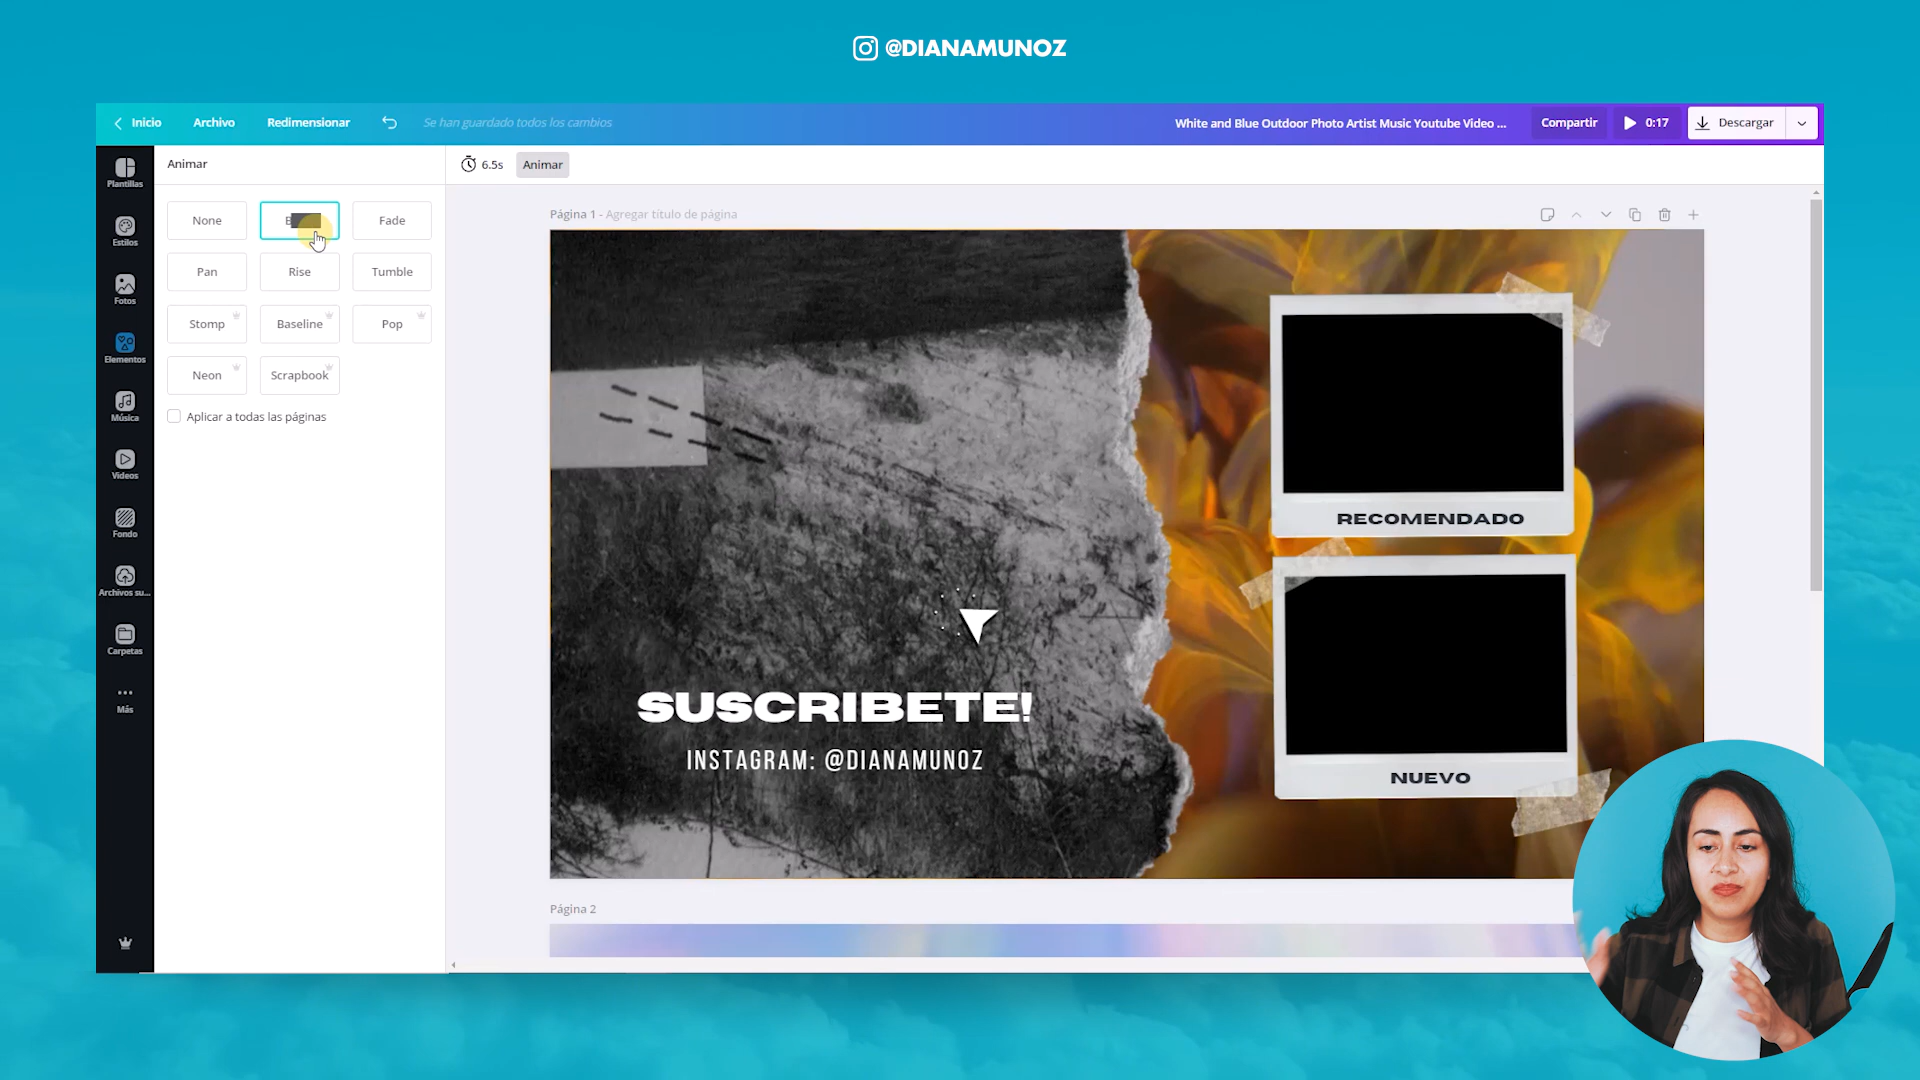 @DIANAMUNOZ
Inicio
Archivo
Redimensionar
Se han guardado todos los cambios
White and Blue Outdoor Photo Artist Music Youtube Video ...
Compartir
0:17
Descargar
Plantillas
Estilos
Fotos
Elementos
Música
Videos
Fondo
Archivos su...
Carpetas
Más
Animar
None
Fade
Pan
Rise
Tumble
Stomp
Baseline
Pop
Neon
Scrapbook
Aplicar a todas las páginas
6.5s
Animar
Página 1 - Agregar título de página
RECOMENDADO
SUSCRIBETE!
INSTAGRAM: @DIANAMUNOZ
NUEVO
Página 2